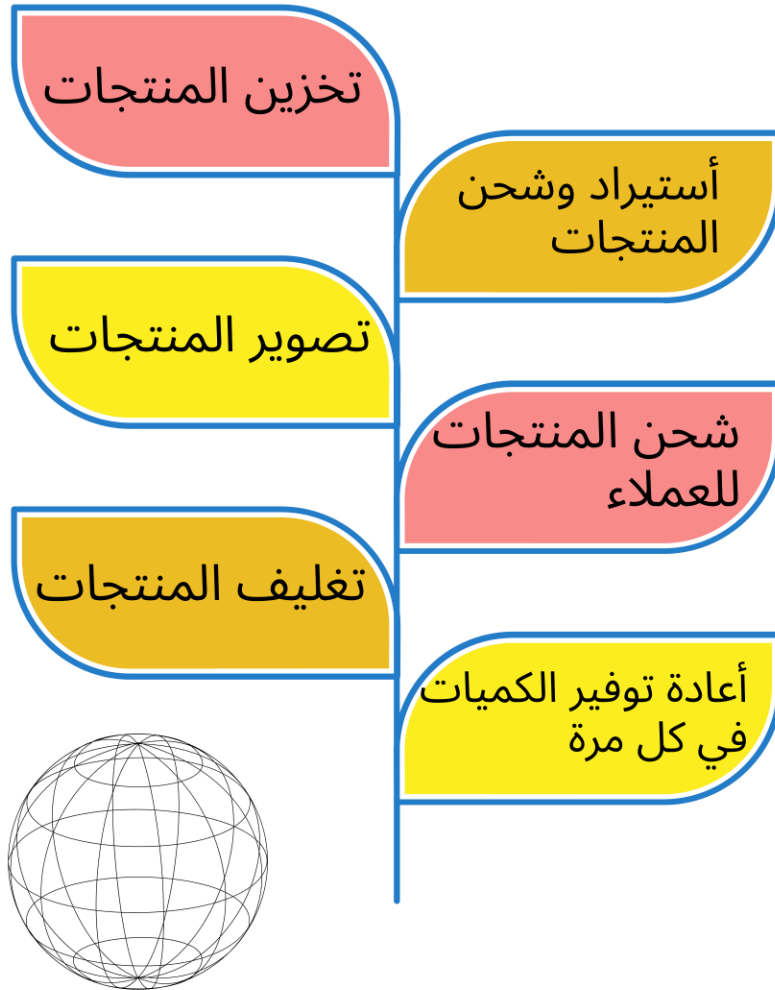 تخزين المنتجات
أستيراد وشحن
المنتجات
تصوير المنتجات
شحن المنتجات
للعملاء
تغليف المنتجات
أعادة توفير الكميات
في كل مرة